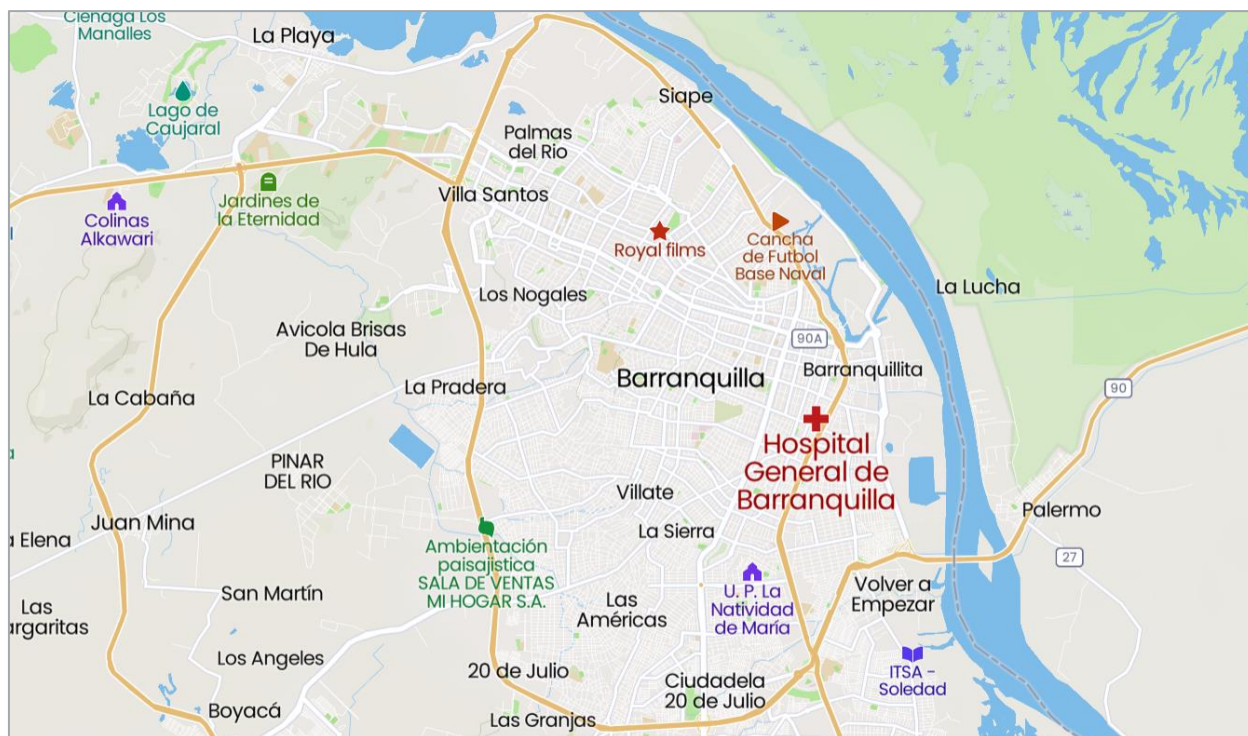 Cienaga Los
Manalles
La Playa
Lago de
Caujaral
Siape
Palmas
del Rio
Villa Santos
Jardines de
la Eternidad
Colinas
Alkawari
Royal films
Cancha
de Futbol
Base Naval
La Lucha
Los Nogales
Avicola Brisas
De Hula
90A
Barranquillita
Barranquilla
La Pradera
90
La Cabaña
Hospital
General de
Barranquilla
PINAR
DEL RIO
Villate
Palermo
Juan Mina
La Sierra
Elena
27
Ambientación
paisajistica
SALA DE VENTAS
MI HOGAR S.A.
Volver a
Empezar
San Martín
U. P. La
Natividad
de María
Las
Américas
Las
argaritas
Los Angeles
20 de Julio
ITSA -
Soledad
Ciudadela
20 de Julio
Boyacá
Las Granjas